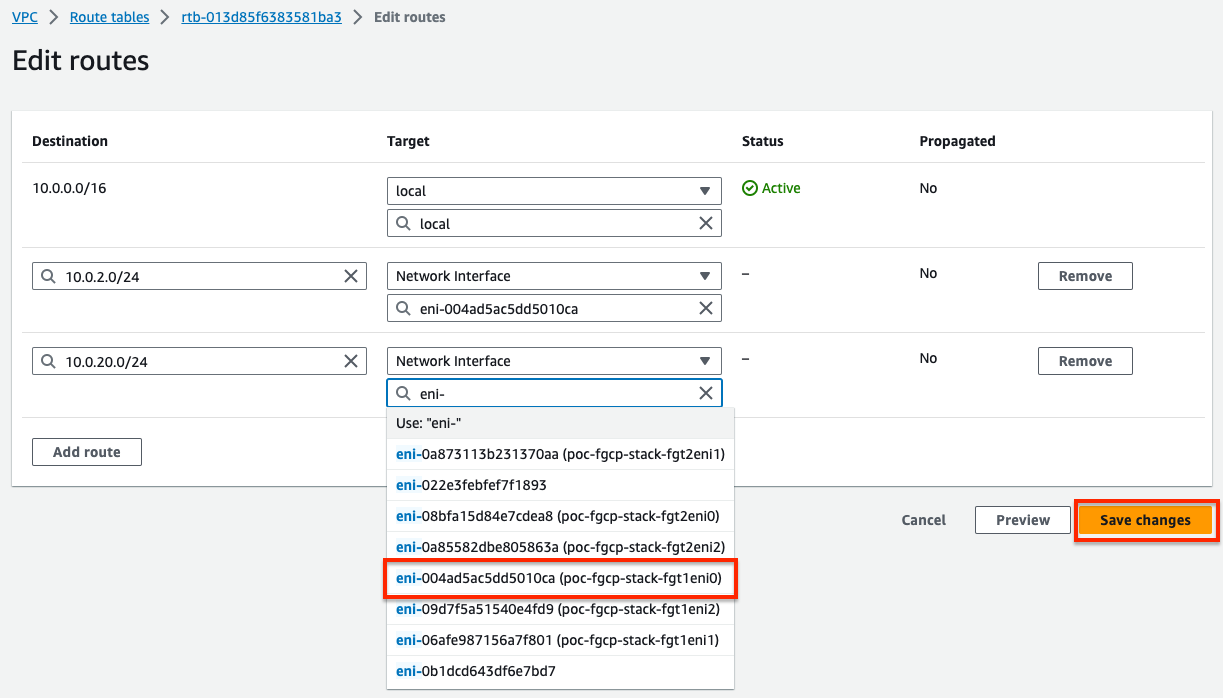 VPC > Route tables > rtb-013d85f6383581ba3 > Edit routes
Edit routes
Destination Target Status Propagated
10.0.0.0/16 local Active No
local
10.0.2.0/24 Network Interface – No Remove
eni-004ad5ac5dd5010ca
10.0.20.0/24 Network Interface – No Remove
eni-
Use: "eni-"
Add route
eni-0a873113b231370aa (poc-fgcp-stack-fgt2eni1)
eni-022e3febfef7f1893
eni-08bfa15d84e7cdea8 (poc-fgcp-stack-fgt2eni0)
Cancel Preview Save changes
eni-0a85582dbe805863a (poc-fgcp-stack-fgt2eni2)
eni-004ad5ac5dd5010ca (poc-fgcp-stack-fgt1eni0)
eni-09d7f5a51540e4fd9 (poc-fgcp-stack-fgt1eni2)
eni-06afe987156a7f801 (poc-fgcp-stack-fgt1eni1)
eni-0b1dcd643df6e7bd7